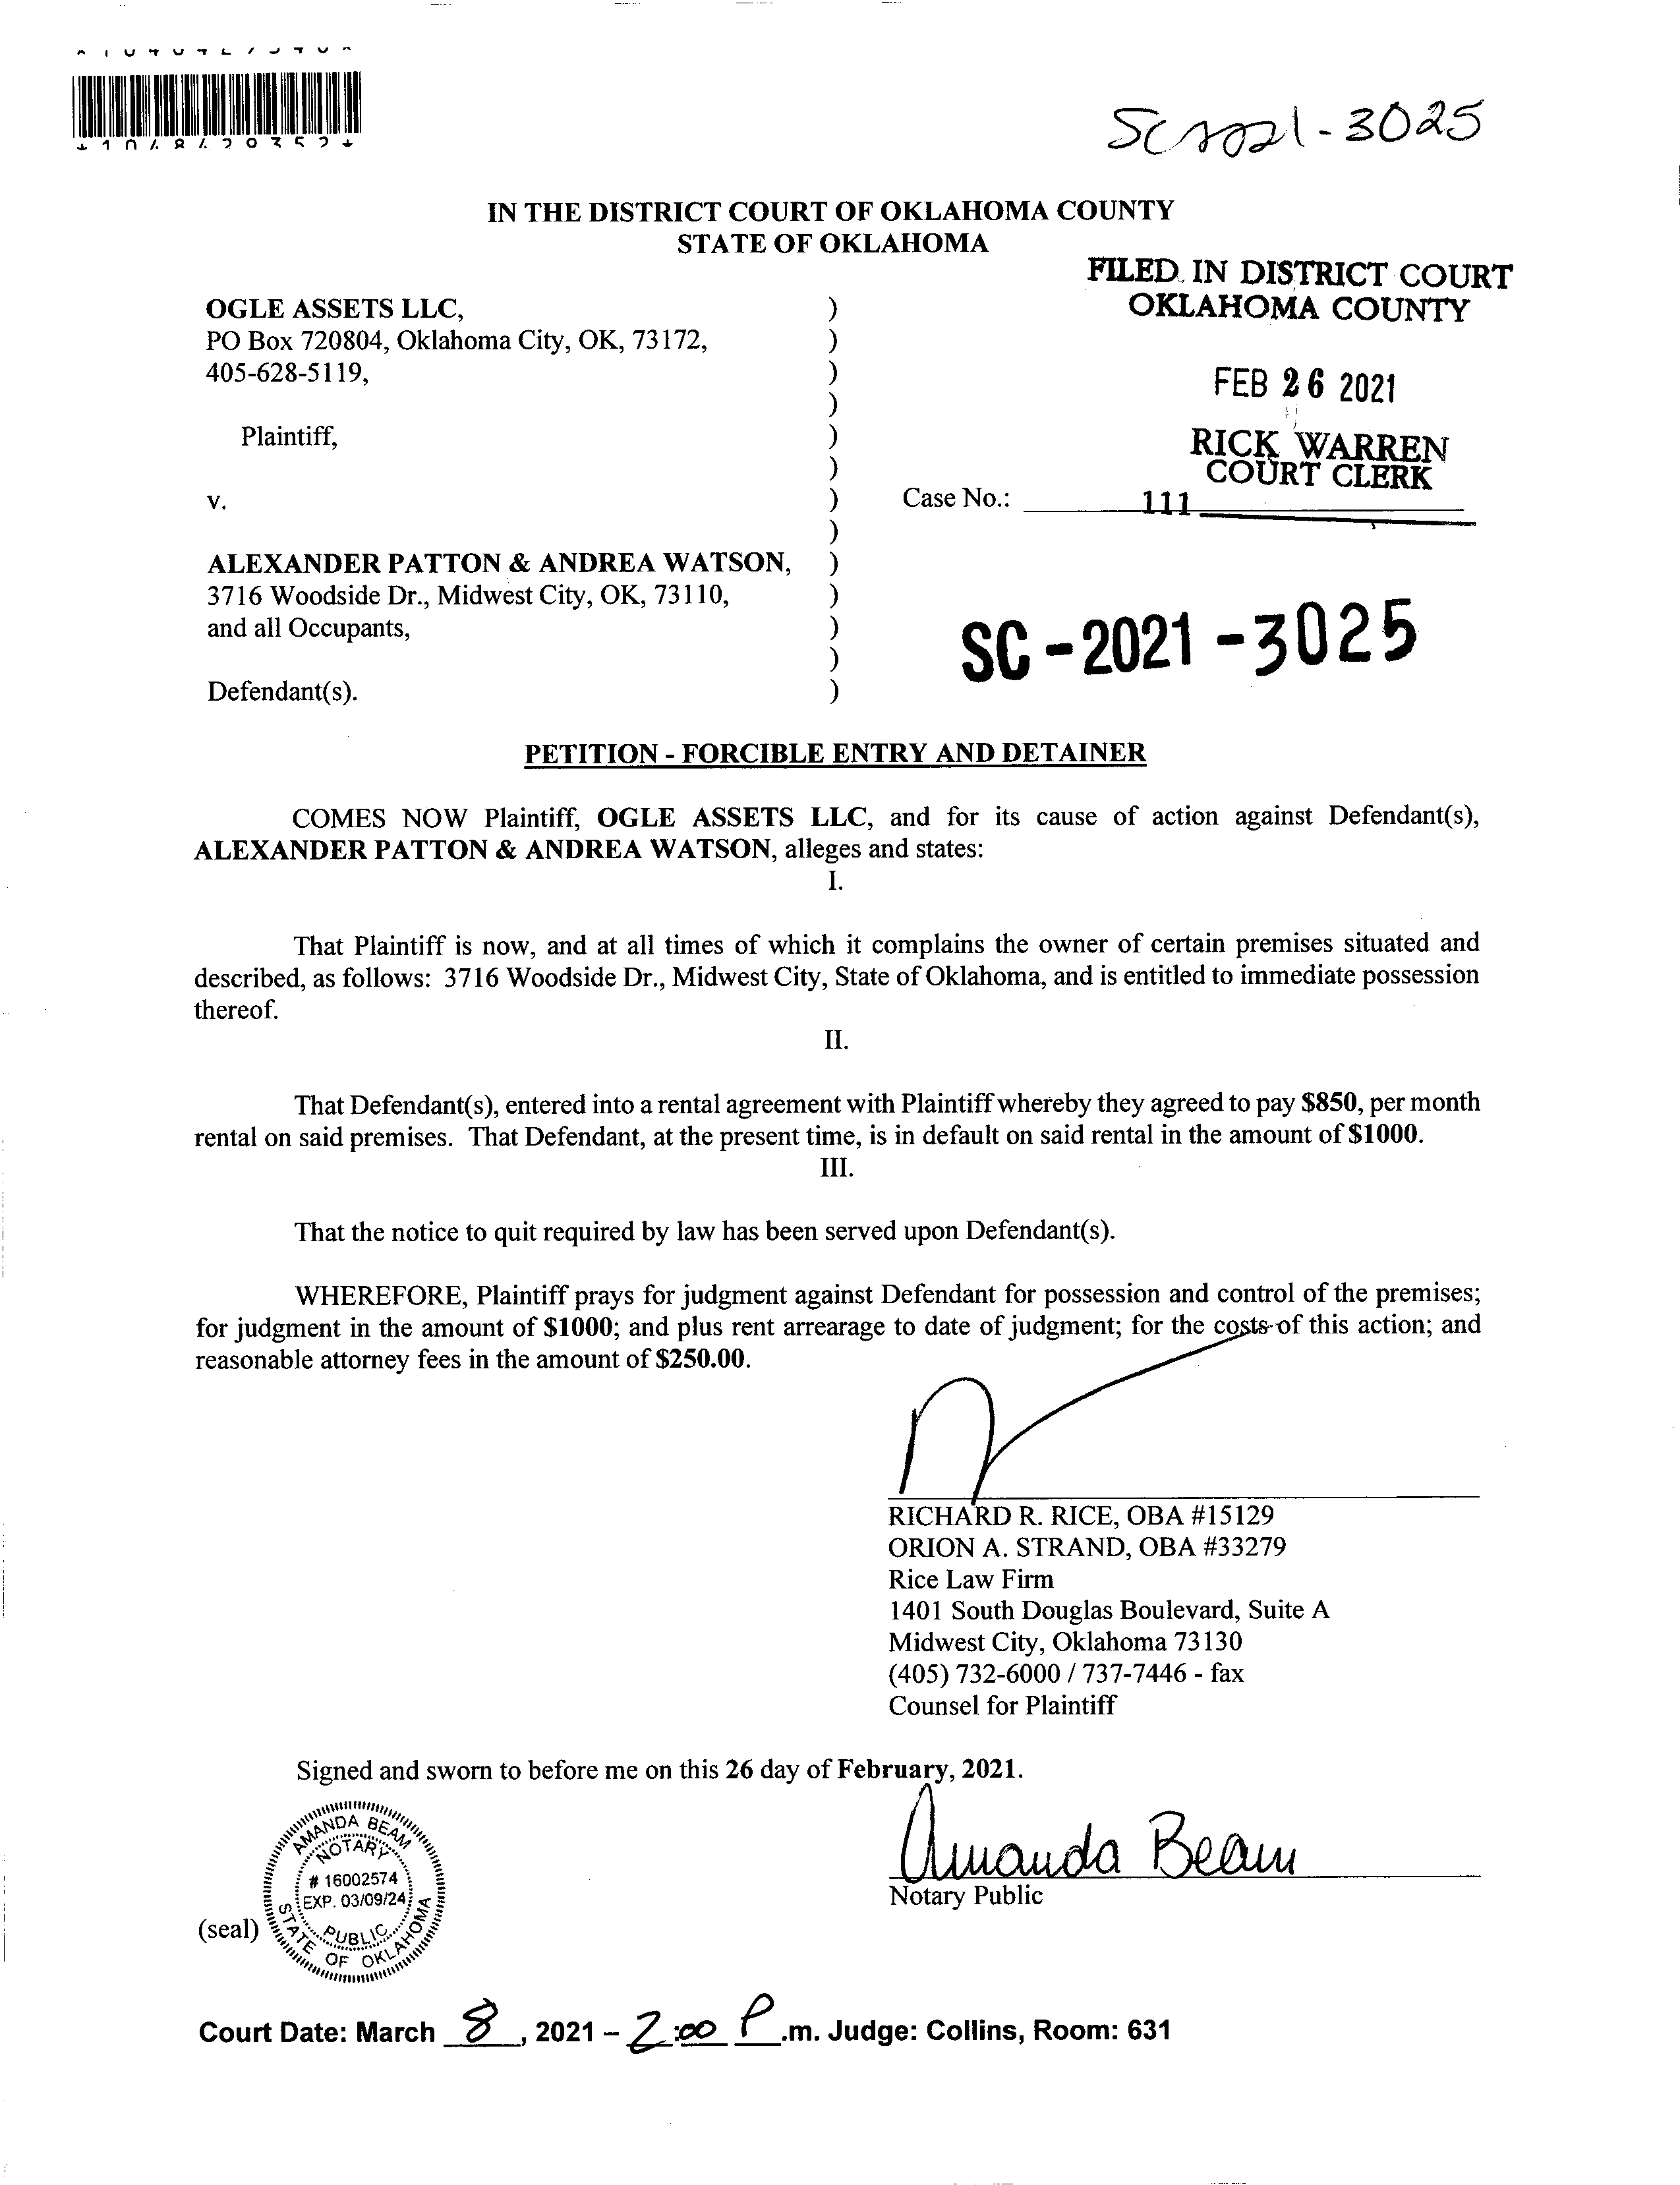 SC2021-3025
IN THE DISTRICT COURT OF OKLAHOMA COUNTY
STATE OF OKLAHOMA
FILED IN DISTRICT COURT
OKLAHOMA COUNTY
FEB 26 2021
RICK WARREN
COURT CLERK
111
OGLE ASSETS LLC, )
PO Box 720804, Oklahoma City, OK, 73172, )
405-628-5119, )
)
Plaintiff, )
)
v. ) Case No.:
)
ALEXANDER PATTON & ANDREA WATSON, )
3716 Woodside Dr., Midwest City, OK, 73110, )
and all Occupants, )
)
Defendant(s). )
SC-2021-3025
PETITION - FORCIBLE ENTRY AND DETAINER
COMES NOW Plaintiff, OGLE ASSETS LLC, and for its cause of action against Defendant(s),
ALEXANDER PATTON & ANDREA WATSON, alleges and states:
I.
That Plaintiff is now, and at all times of which it complains the owner of certain premises situated and
described, as follows: 3716 Woodside Dr., Midwest City, State of Oklahoma, and is entitled to immediate possession
thereof.
II.
That Defendant(s), entered into a rental agreement with Plaintiff whereby they agreed to pay $850, per month
rental on said premises. That Defendant, at the present time, is in default on said rental in the amount of $1000.
III.
That the notice to quit required by law has been served upon Defendant(s).
WHEREFORE, Plaintiff prays for judgment against Defendant for possession and control of the premises;
for judgment in the amount of $1000; and plus rent arrearage to date of judgment; for the costs of this action; and
reasonable attorney fees in the amount of $250.00.
RICHARD R. RICE, OBA #15129
ORION A. STRAND, OBA #33279
Rice Law Firm
1401 South Douglas Boulevard, Suite A
Midwest City, Oklahoma 73130
(405) 732-6000 / 737-7446 - fax
Counsel for Plaintiff
Signed and sworn to before me on this 26 day of February, 2021.
Amanda Beam
Notary Public
(seal)
AMANDA BEAM
NOTARY
# 16002574
EXP. 03/09/24
PUBLIC
STATE OF OKLAHOMA
Court Date: March 8, 2021 – 2:00 P.m. Judge: Collins, Room: 631